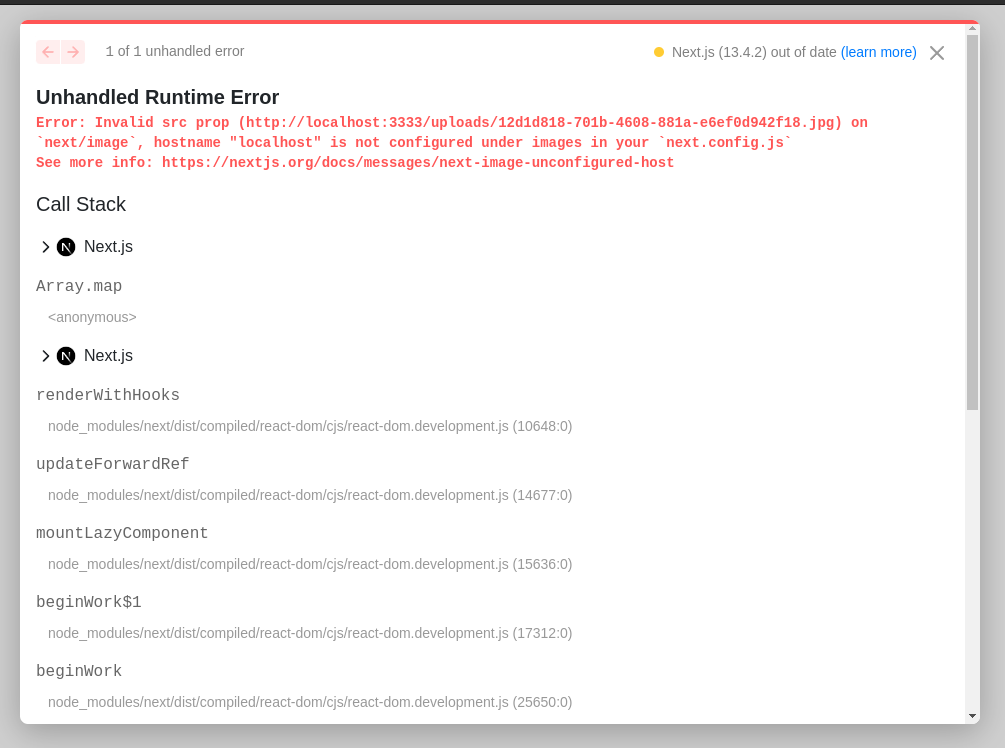 1 of 1 unhandled error
Next.js (13.4.2) out of date (learn more)
Unhandled Runtime Error
Error: Invalid src prop (http://localhost:3333/uploads/12d1d818-701b-4608-881a-e6ef0d942f18.jpg) on
`next/image`, hostname "localhost" is not configured under images in your `next.config.js`
See more info: https://nextjs.org/docs/messages/next-image-unconfigured-host
Call Stack
N Next.js
Array.map
<anonymous>
N Next.js
renderWithHooks
node_modules/next/dist/compiled/react-dom/cjs/react-dom.development.js (10648:0)
updateForwardRef
node_modules/next/dist/compiled/react-dom/cjs/react-dom.development.js (14677:0)
mountLazyComponent
node_modules/next/dist/compiled/react-dom/cjs/react-dom.development.js (15636:0)
beginWork$1
node_modules/next/dist/compiled/react-dom/cjs/react-dom.development.js (17312:0)
beginWork
node_modules/next/dist/compiled/react-dom/cjs/react-dom.development.js (25650:0)